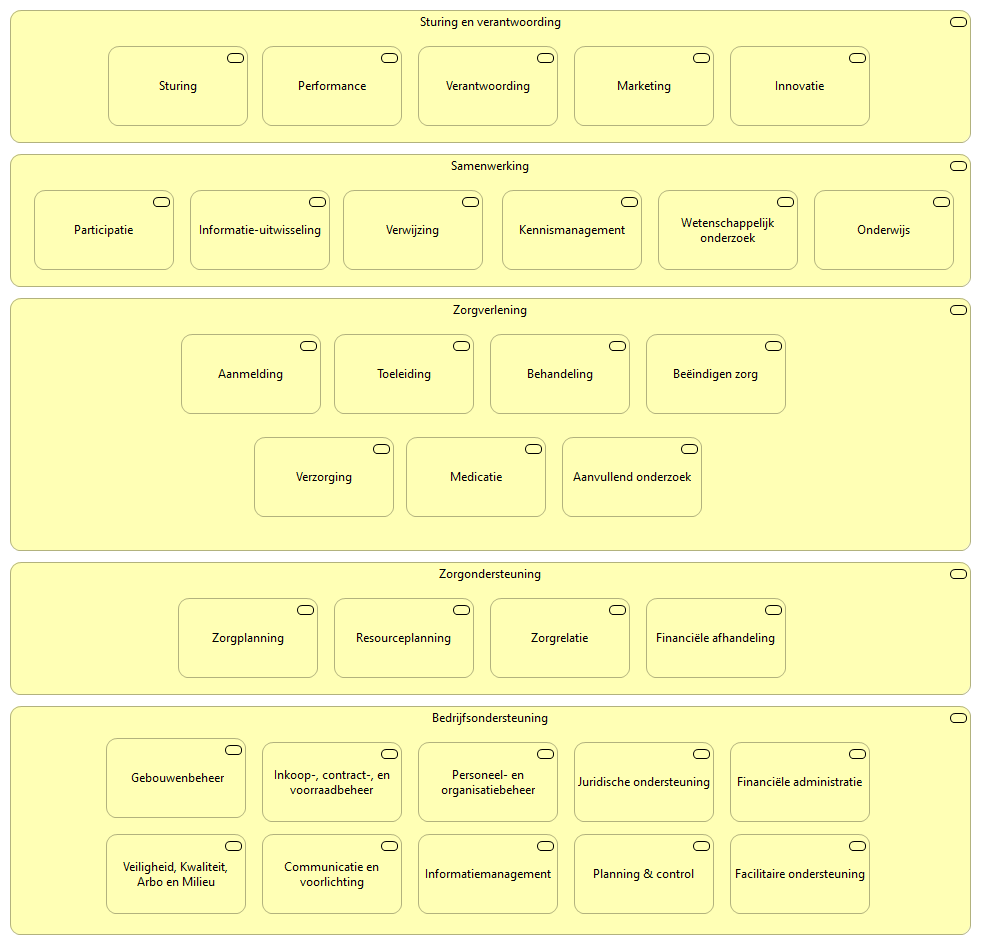 Sturing en verantwoording
Sturing
Performance
Verantwoording
Marketing
Innovatie
Samenwerking
Participatie
Informatie-uitwisseling
Verwijzing
Kennismanagement
Wetenschappelijk
onderzoek
Onderwijs
Zorgverlening
Aanmelding
Toeleiding
Behandeling
Beëindigen zorg
Verzorging
Medicatie
Aanvullend onderzoek
Zorgondersteuning
Zorgplanning
Resourceplanning
Zorgrelatie
Financiële afhandeling
Bedrijfsondersteuning
Gebouwenbeheer
Inkoop-, contract-, en
voorraadbeheer
Personeel- en
organisatiebeheer
Juridische ondersteuning
Financiële administratie
Veiligheid, Kwaliteit,
Arbo en Milieu
Communicatie en
voorlichting
Informatiemanagement
Planning & control
Facilitaire ondersteuning